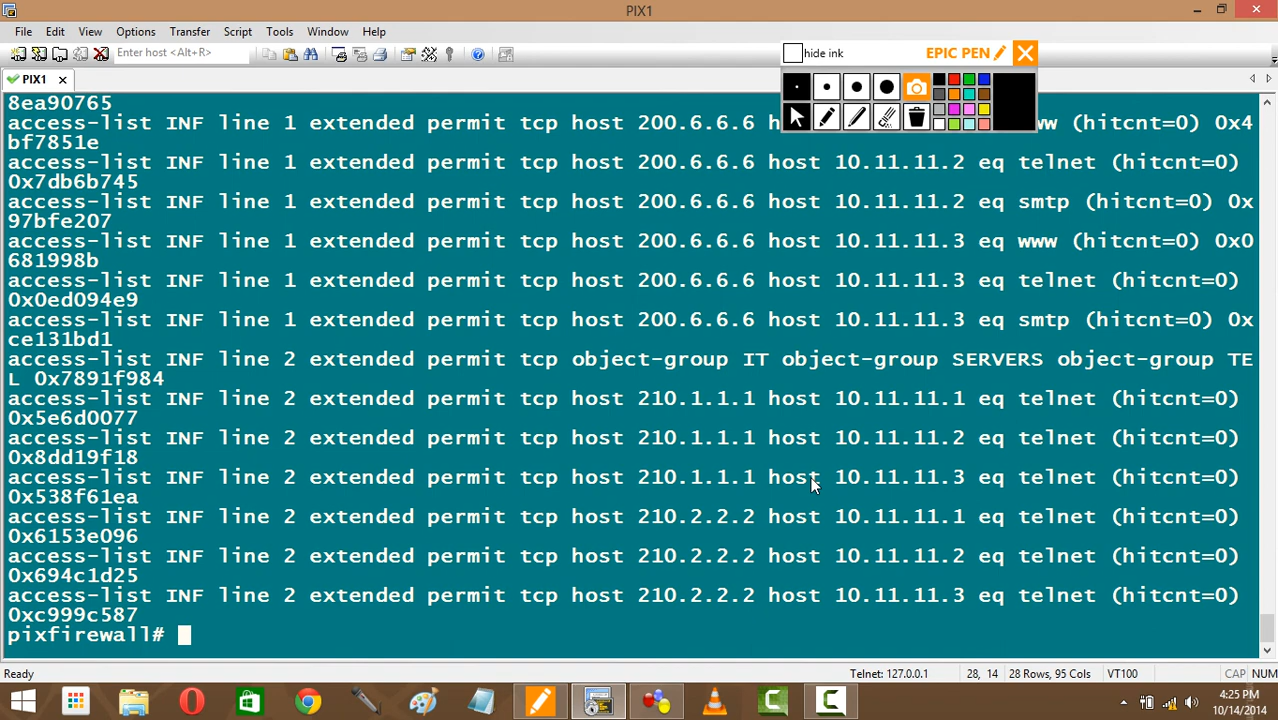 PIX1
File Edit View Options Transfer Script Tools Window Help
Enter host <Alt+R>
hide ink EPIC PEN
PIX1
8ea90765
access-list INF line 1 extended permit tcp host 200.6.6.6 h ww (hitcnt=0) 0x4
bf7851e
access-list INF line 1 extended permit tcp host 200.6.6.6 host 10.11.11.2 eq telnet (hitcnt=0)
0x7db6b745
access-list INF line 1 extended permit tcp host 200.6.6.6 host 10.11.11.2 eq smtp (hitcnt=0) 0x
97bfe207
access-list INF line 1 extended permit tcp host 200.6.6.6 host 10.11.11.3 eq www (hitcnt=0) 0x0
681998b
access-list INF line 1 extended permit tcp host 200.6.6.6 host 10.11.11.3 eq telnet (hitcnt=0)
0x0ed094e9
access-list INF line 1 extended permit tcp host 200.6.6.6 host 10.11.11.3 eq smtp (hitcnt=0) 0x
ce131bd1
access-list INF line 2 extended permit tcp object-group IT object-group SERVERS object-group TE
L 0x7891f984
access-list INF line 2 extended permit tcp host 210.1.1.1 host 10.11.11.1 eq telnet (hitcnt=0)
0x5e6d0077
access-list INF line 2 extended permit tcp host 210.1.1.1 host 10.11.11.2 eq telnet (hitcnt=0)
0x8dd19f18
access-list INF line 2 extended permit tcp host 210.1.1.1 host 10.11.11.3 eq telnet (hitcnt=0)
0x538f61ea
access-list INF line 2 extended permit tcp host 210.2.2.2 host 10.11.11.1 eq telnet (hitcnt=0)
0x6153e096
access-list INF line 2 extended permit tcp host 210.2.2.2 host 10.11.11.2 eq telnet (hitcnt=0)
0x694c1d25
access-list INF line 2 extended permit tcp host 210.2.2.2 host 10.11.11.3 eq telnet (hitcnt=0)
0xc999c587
pixfirewall#
Ready Telnet: 127.0.0.1 28, 14 28 Rows, 95 Cols VT100 CAP NUM
4:25 PM
10/14/2014